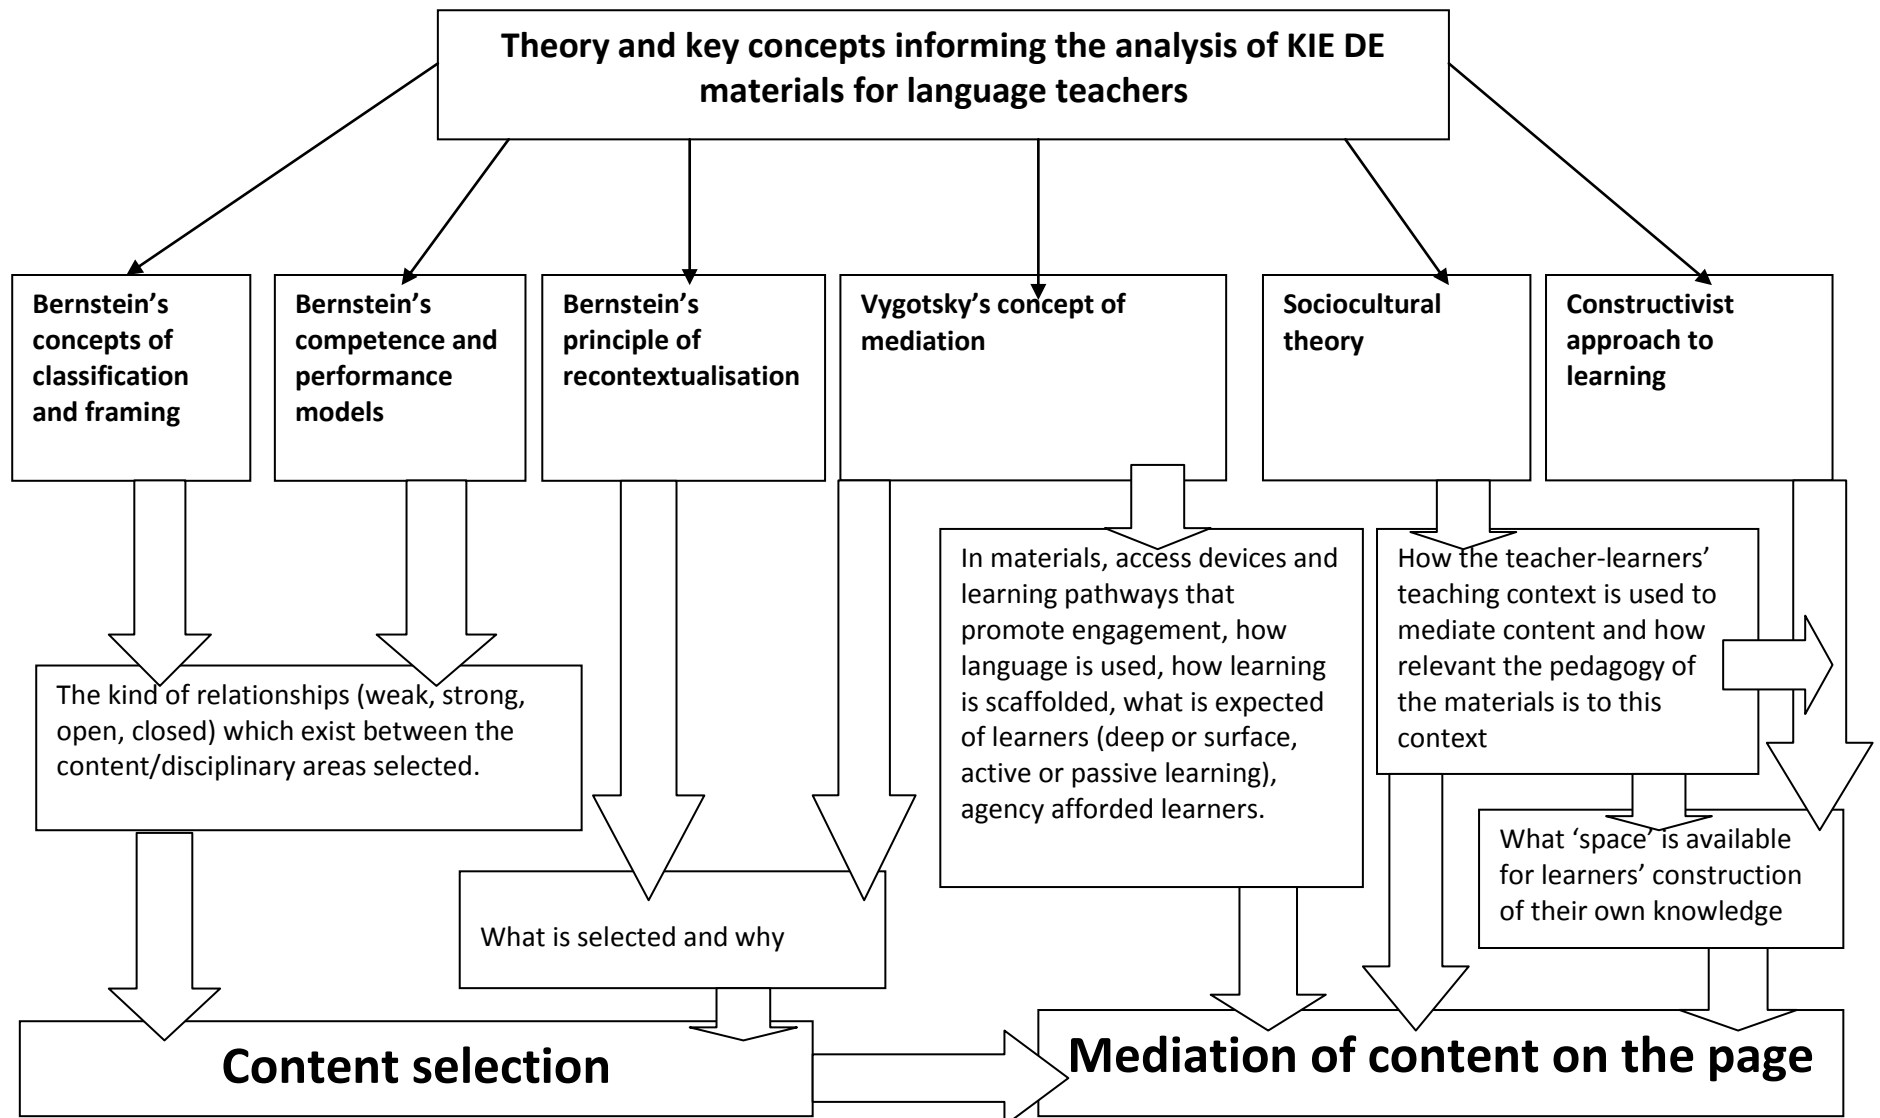 Theory and key concepts informing the analysis of KIE DE
materials for language teachers
Bernstein’s
concepts of
classification
and framing
Bernstein’s
competence and
performance
models
Bernstein’s
principle of
recontextualisation
Vygotsky’s concept of
mediation
Sociocultural
theory
Constructivist
approach to
learning
The kind of relationships (weak, strong,
open, closed) which exist between the
content/disciplinary areas selected.
What is selected and why
In materials, access devices and
learning pathways that
promote engagement, how
language is used, how learning
is scaffolded, what is expected
of learners (deep or surface,
active or passive learning),
agency afforded learners.
How the teacher-learners’
teaching context is used to
mediate content and how
relevant the pedagogy of
the materials is to this
context
What ‘space’ is available
for learners’ construction
of their own knowledge
Content selection
Mediation of content on the page